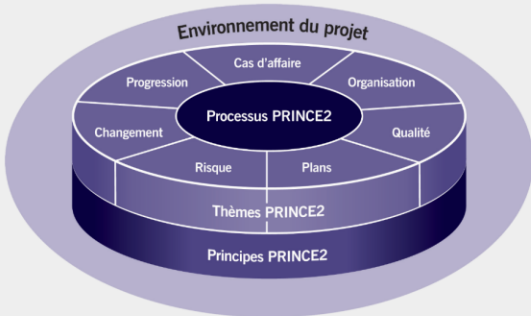 Environnement du projet
Cas d'affaire
Progression
Organisation
Processus PRINCE2
Changement
Qualité
Risque
Plans
Thèmes PRINCE2
Principes PRINCE2